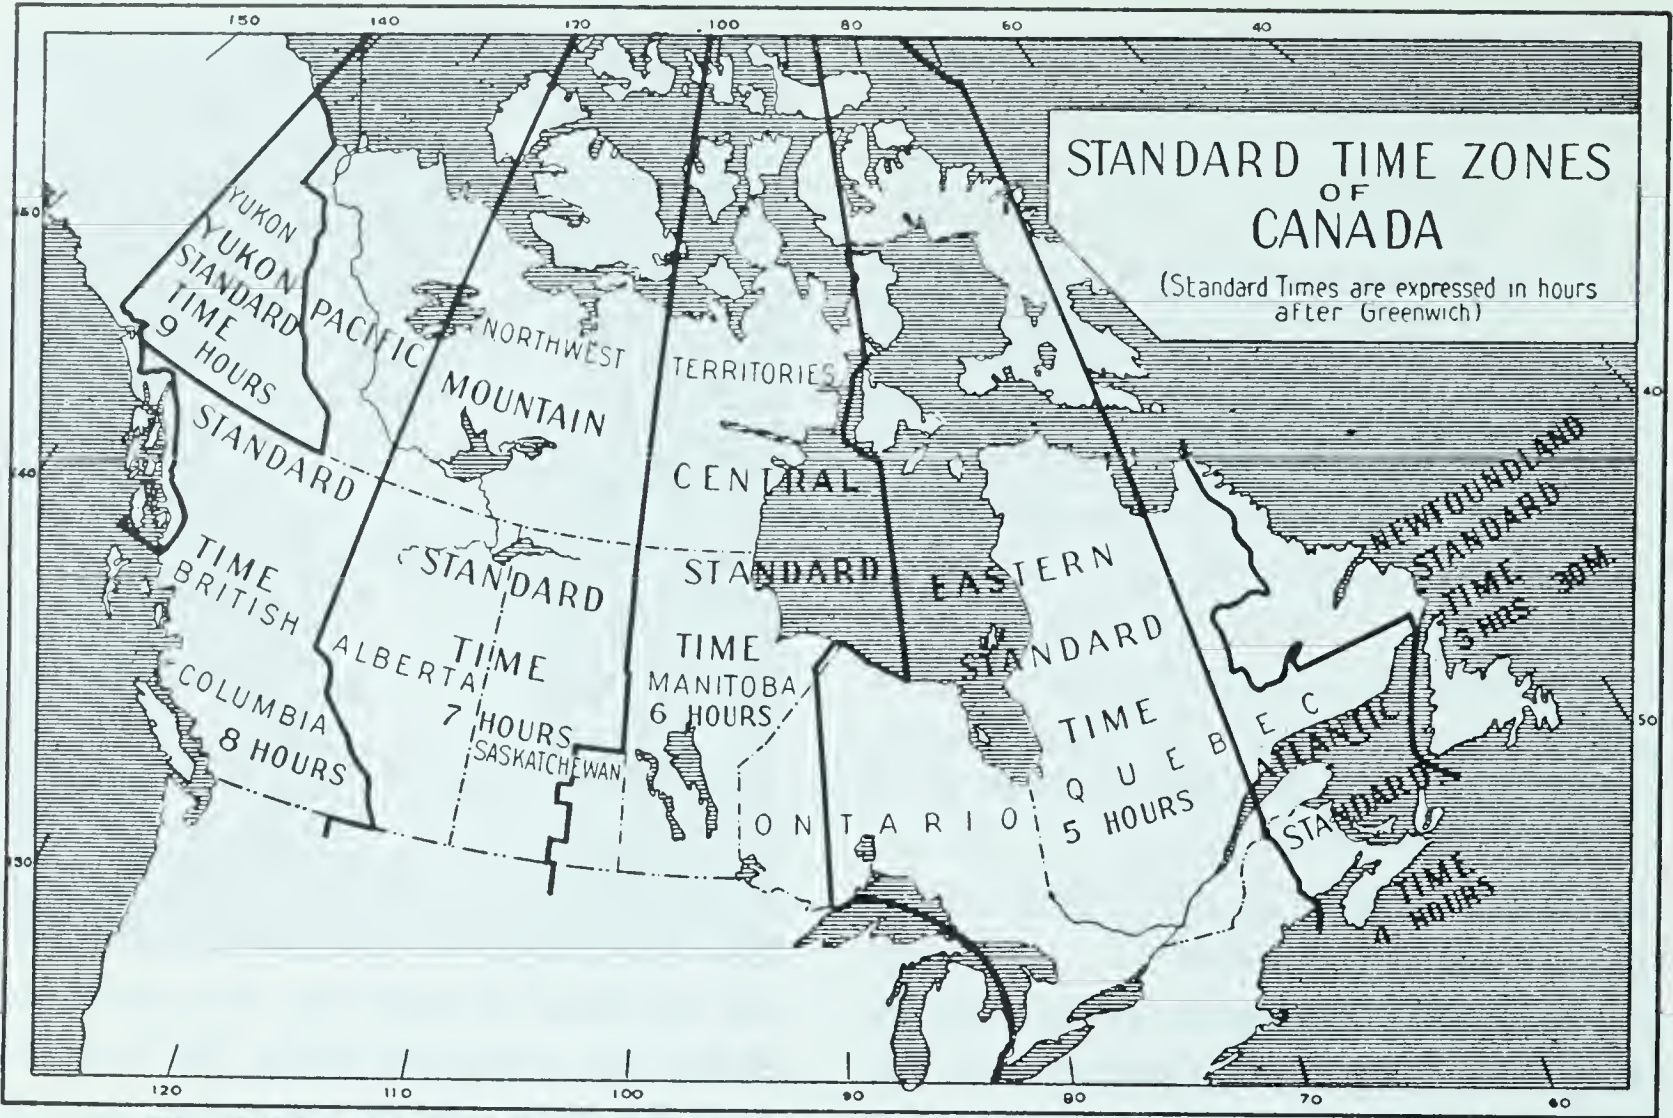 150 140 120 100 80 60 40
STANDARD TIME ZONES
OF
CANADA
(Standard Times are expressed in hours
after Greenwich)
YUKON
YUKON
STANDARD
TIME
9
HOURS
PACIFIC
STANDARD
TIME
BRITISH
COLUMBIA
8 HOURS
NORTHWEST
TERRITORIES
MOUNTAIN
STANDARD
TIME
ALBERTA
7 HOURS
SASKATCHEWAN
CENTRAL
STANDARD
TIME
MANITOBA
6 HOURS
ONTARIO
EASTERN
STANDARD
TIME
QUEBEC
5 HOURS
NEWFOUNDLAND
STANDARD
TIME
3 HRS. 30M.
ATLANTIC
STANDARD
TIME
4 HOURS
40
50
40
50
120 110 100 90 80 70 60